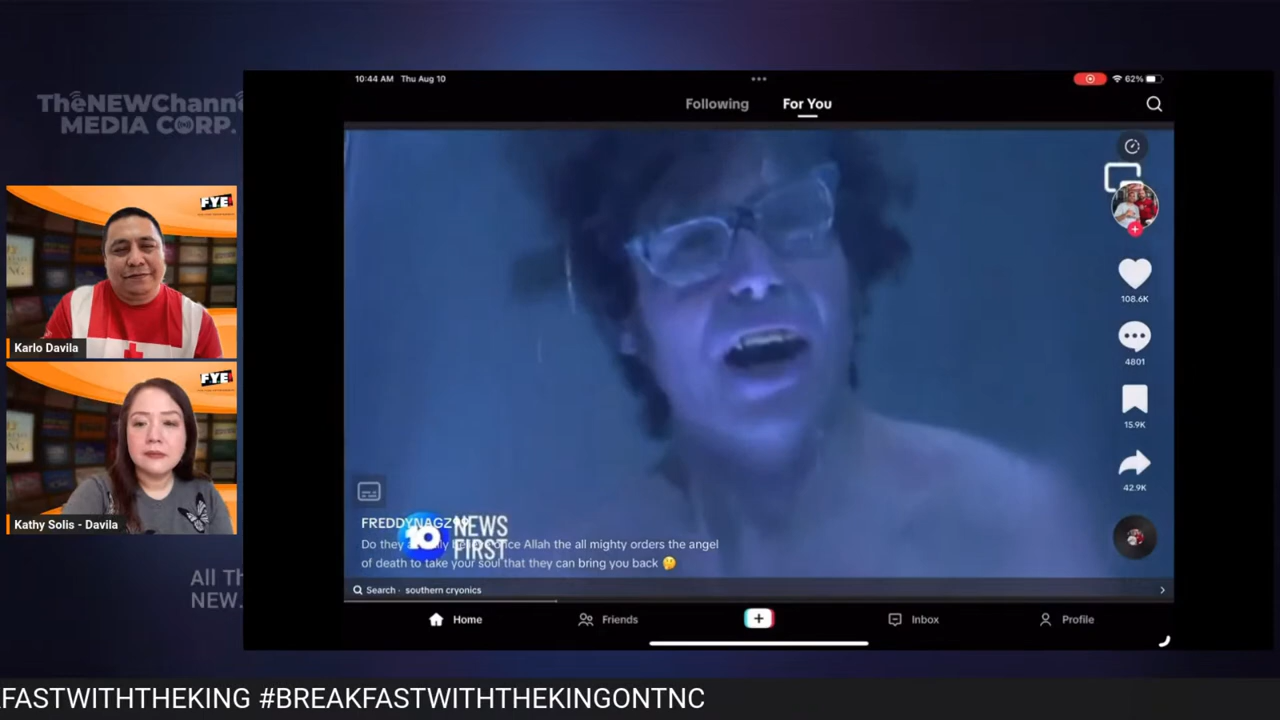 10:44 AM Thu Aug 10
62%
Following
For You
TheNEWChann
MEDIA CORP.
FYE!
Karlo Davila
FYE!
Kathy Solis - Davila
108.6K
4801
15.9K
42.9K
FREDDYNAGZ
10 NEWS
FIRST
Do they once Allah the all mighty orders the angel
of death to take your soul that they can bring you back 🤔
Search · southern cryonics
Home
Friends
Inbox
Profile
All Th
NEW.
FASTWITHTHEKING #BREAKFASTWITHTHEKINGONTNC